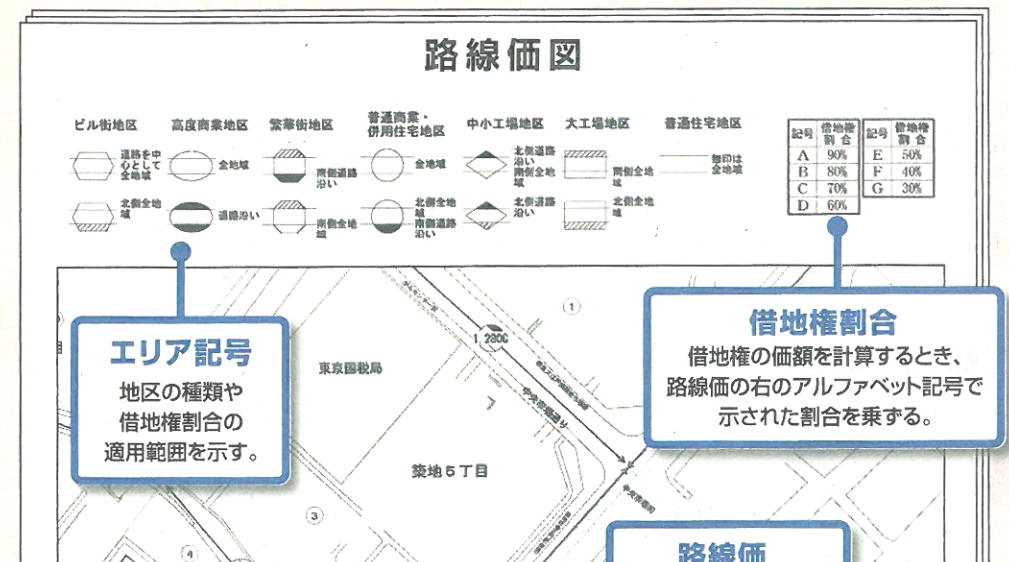 路線価図
ビル街地区
高度商業地区
繁華街地区
普通商業・
併用住宅地区
中小工場地区
大工場地区
普通住宅地区
道路を中
心として
全地域
全地域
南側道路
沿い
全地域
北側道路
沿い
南側全地
域
南側全地
域
無印は
全地域
北側全地
域
道路沿い
南側全地
域
北側全地
域
南側道路
沿い
北側道路
沿い
北側全地
域
記号 借地権割合 記号 借地権割合
A 90% E 50%
B 80% F 40%
C 70% G 30%
D 60%
エリア記号
地区の種類や
借地権割合の
適用範囲を示す。
借地権割合
借地権の価額を計算するとき、
路線価の右のアルファベット記号で
示された割合を乗ずる。
1
1,280C
東京国税局
中央市場通り
築地5丁目
3
4
路線価